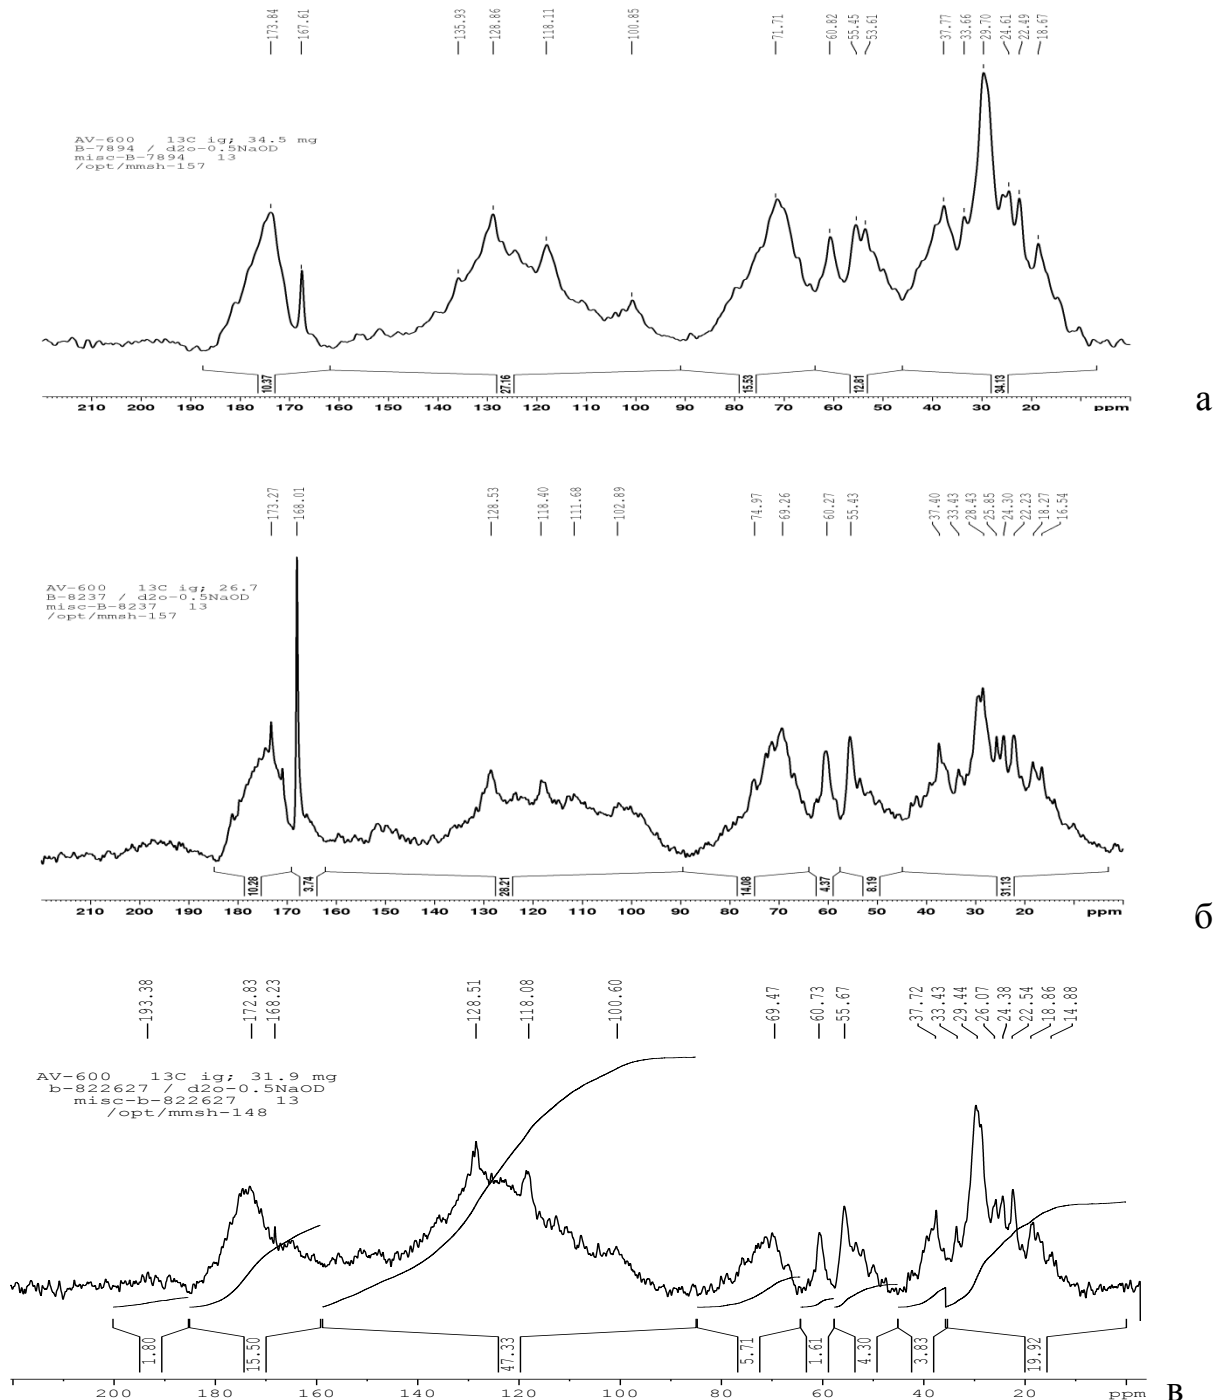 173.84 167.61 135.93 128.86 118.11 100.85 71.71 60.82 55.45 53.61 37.77 33.66 29.70 24.61 22.49 18.67
AV-600 13C ig; 34.5 mg
B-7894 / d2o-0.5NaOD
misc-B-7894 13
/opt/mmsh-157
10.37 27.16 15.53 12.81 34.13
210 200 190 180 170 160 150 140 130 120 110 100 90 80 70 60 50 40 30 20 ppm
а
173.27 168.01 128.53 118.40 111.68 102.89 74.97 69.26 60.27 55.43 37.40 33.43 28.43 25.85 24.30 22.23 18.27 16.54
AV-600 13C ig; 26.7
B-8237 / d2o-0.5NaOD
misc-B-8237 13
/opt/mmsh-157
10.28 3.74 28.21 14.08 4.37 8.19 31.13
210 200 190 180 170 160 150 140 130 120 110 100 90 80 70 60 50 40 30 20 ppm
б
193.38 172.83 168.23 128.51 118.08 100.60 69.47 60.73 55.67 37.72 33.43 29.44 26.07 24.38 22.54 18.86 14.88
AV-600 13C ig; 31.9 mg
b-822627 / d2o-0.5NaOD
misc-b-822627 13
/opt/mmsh-148
1.80 15.50 47.33 5.71 1.61 4.30 3.83 19.92
200 180 160 140 120 100 80 60 40 20 ppm
в